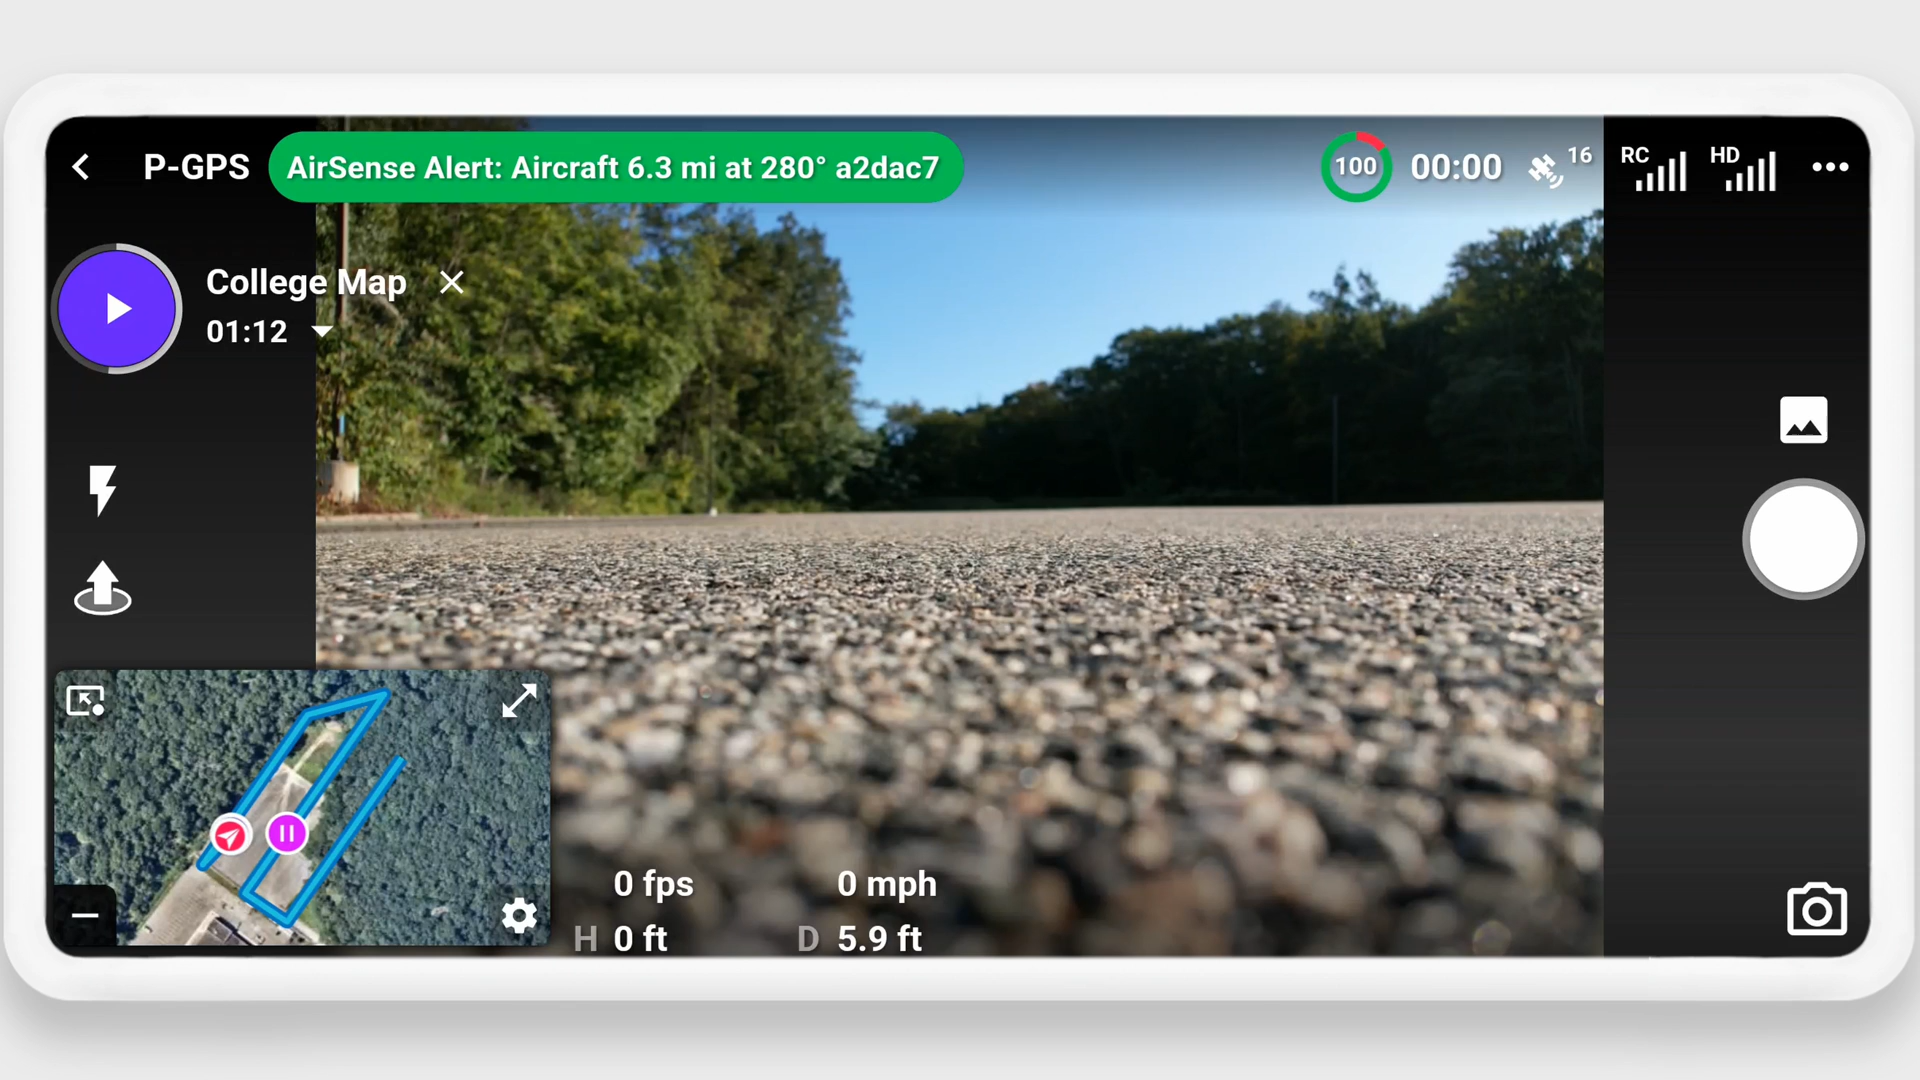 P-GPS
AirSense Alert: Aircraft 6.3 mi at 280° a2dac7
100
00:00
16
RC
HD
College Map
01:12
0 fps
0 mph
H 0 ft
D 5.9 ft